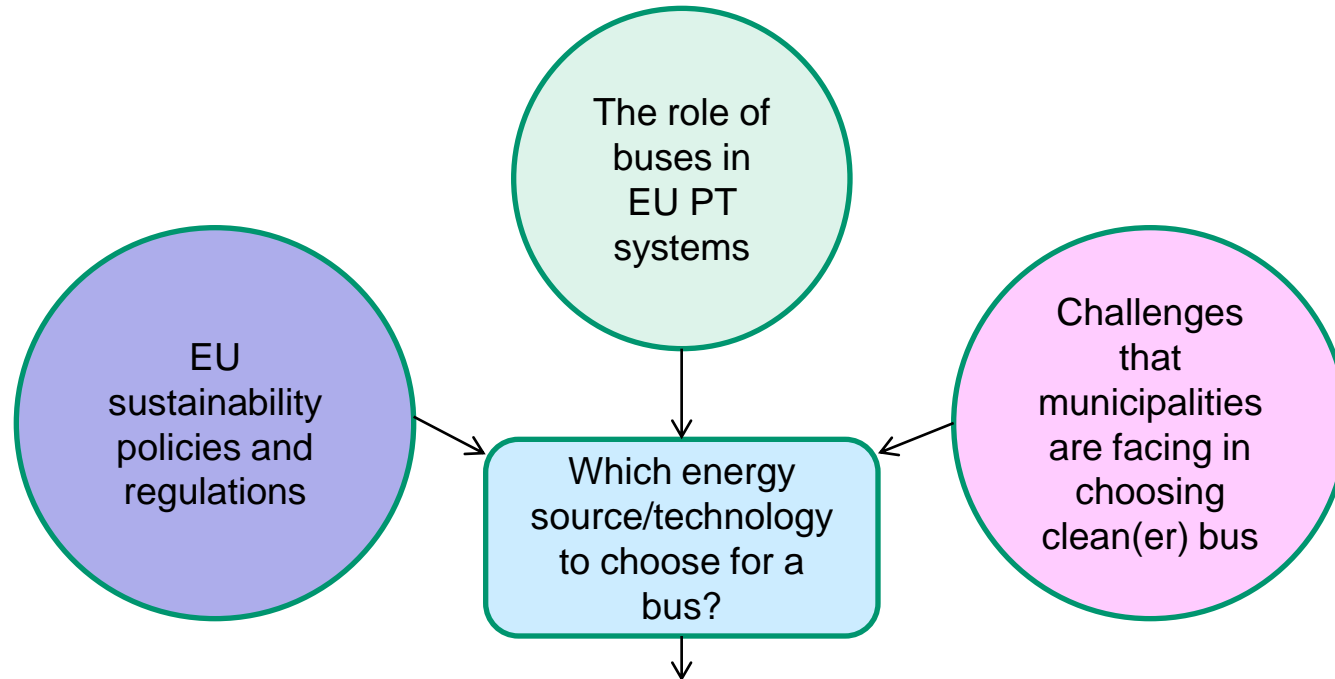 The role of
buses in
EU PT
systems
EU
sustainability
policies and
regulations
Challenges
that
municipalities
are facing in
choosing
clean(er) bus
Which energy
source/technology
to choose for a
bus?